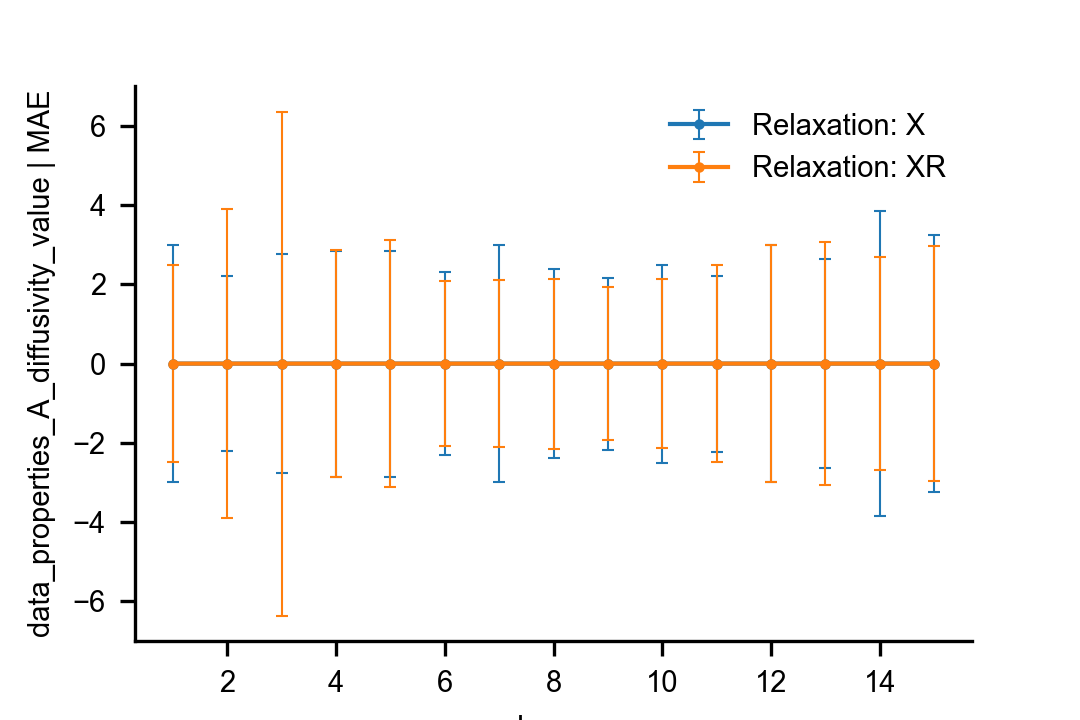 data_properties_A_diffusivity_value | MAE
6
4
2
0
−2
−4
−6
Relaxation: X
Relaxation: XR
2 4 6 8 10 12 14